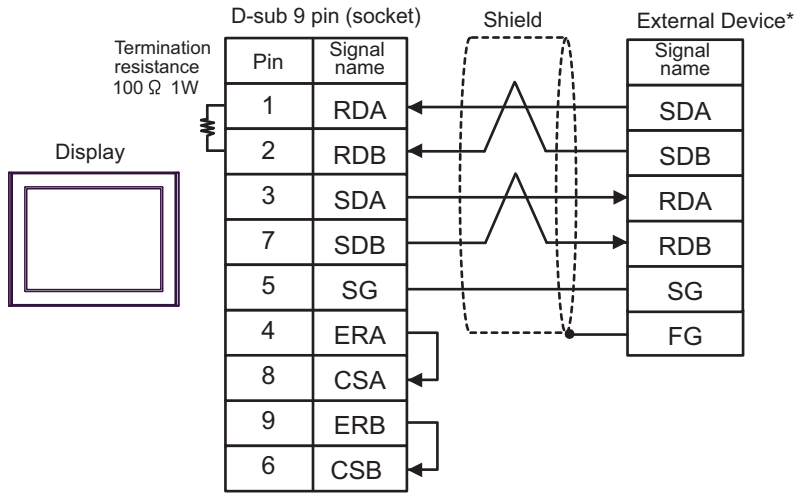 D-sub 9 pin (socket)
Shield
External Device*
Termination
resistance
100 Ω 1W
Display
Pin
Signal
name
1
RDA
2
RDB
3
SDA
7
SDB
5
SG
4
ERA
8
CSA
9
ERB
6
CSB
Signal
name
SDA
SDB
RDA
RDB
SG
FG